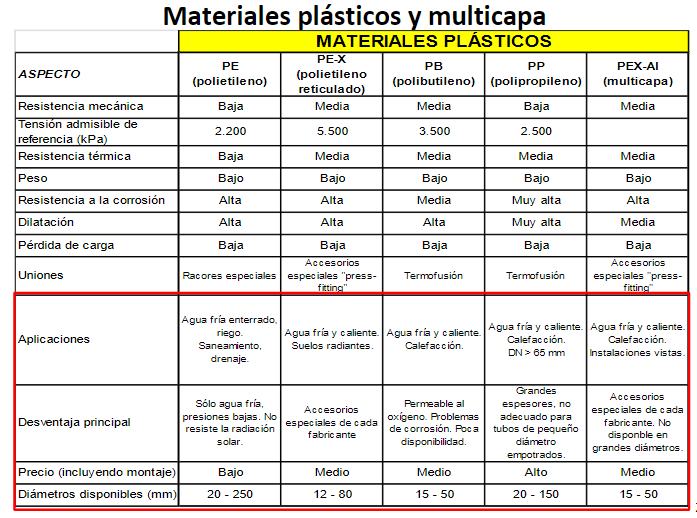 Materiales plásticos y multicapa
MATERIALES PLÁSTICOS
ASPECTO
PE
(polietileno)
PE-X
(polietileno
reticulado)
PB
(polibutileno)
PP
(polipropileno)
PEX-Al
(multicapa)
Resistencia mecánica Baja Media Media Baja Media
Tensión admisible de
referencia (kPa)
2.200 5.500 3.500 2.500
Resistencia térmica Baja Media Media Media Media
Peso Bajo Bajo Bajo Bajo Bajo
Resistencia a la corrosión Alta Alta Media Muy alta Alta
Dilatación Alta Alta Alta Muy alta Media
Pérdida de carga Baja Baja Baja Baja Baja
Uniones
Racores especiales
Accesorios
especiales "press-
fitting"
Termofusión
Termofusión
Accesorios
especiales "press-
fitting"
Aplicaciones
Agua fría enterrado,
riego.
Saneamiento,
drenaje.
Agua fría y caliente.
Suelos radiantes.
Agua fría y caliente.
Calefacción.
Agua fría y caliente.
Calefacción.
DN > 65 mm
Agua fría y caliente.
Calefacción.
Instalaciones vistas.
Desventaja principal
Sólo agua fría,
presiones bajas. No
resiste la radiación
solar.
Accesorios
especiales de cada
fabricante
Permeable al
oxígeno. Problemas
de corrosión. Poca
disponibilidad.
Grandes
espesores, no
adecuado para
tubos de pequeño
diámetro
empotrados.
Accesorios
especiales de cada
fabricante. No
disponble en
grandes diámetros.
Precio (incluyendo montaje) Bajo Medio Medio Alto Medio
Diámetros disponibles (mm) 20 - 250 12 - 80 15 - 50 20 - 150 15 - 50